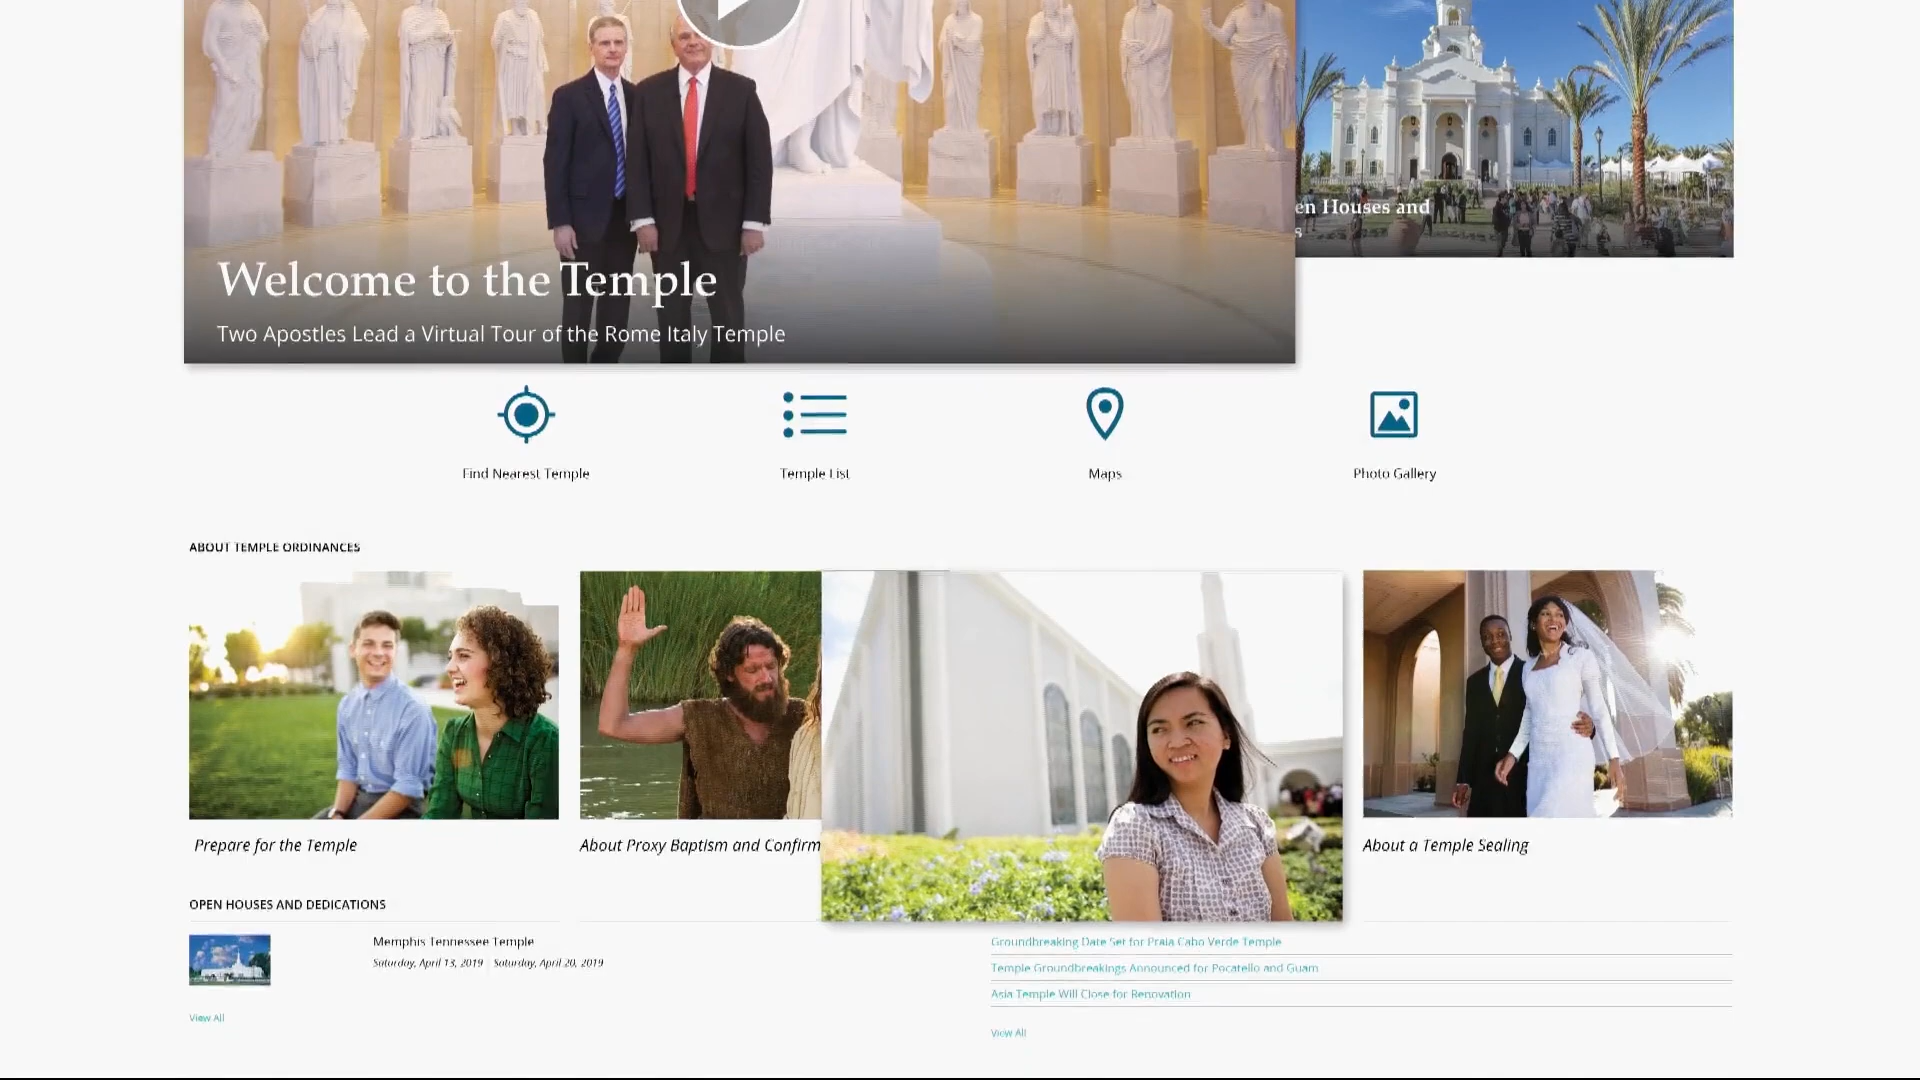 en Houses and
s
Welcome to the Temple
Two Apostles Lead a Virtual Tour of the Rome Italy Temple
Find Nearest Temple
Temple List
Maps
Photo Gallery
ABOUT TEMPLE ORDINANCES
Prepare for the Temple
About Proxy Baptism and Confirm
About a Temple Sealing
OPEN HOUSES AND DEDICATIONS
Memphis Tennessee Temple
Saturday, April 13, 2019 Saturday, April 20, 2019
View All
Groundbreaking Date Set for Praia Cabo Verde Temple
Temple Groundbreakings Announced for Pocatello and Guam
Asia Temple Will Close for Renovation
View All